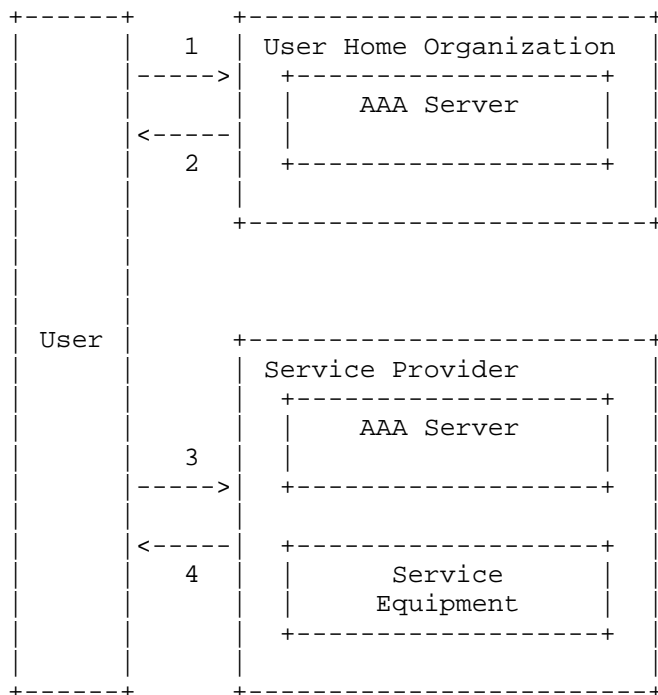 1 User Home Organization
AAA Server
2
User
Service Provider
AAA Server
3
4 Service
Equipment